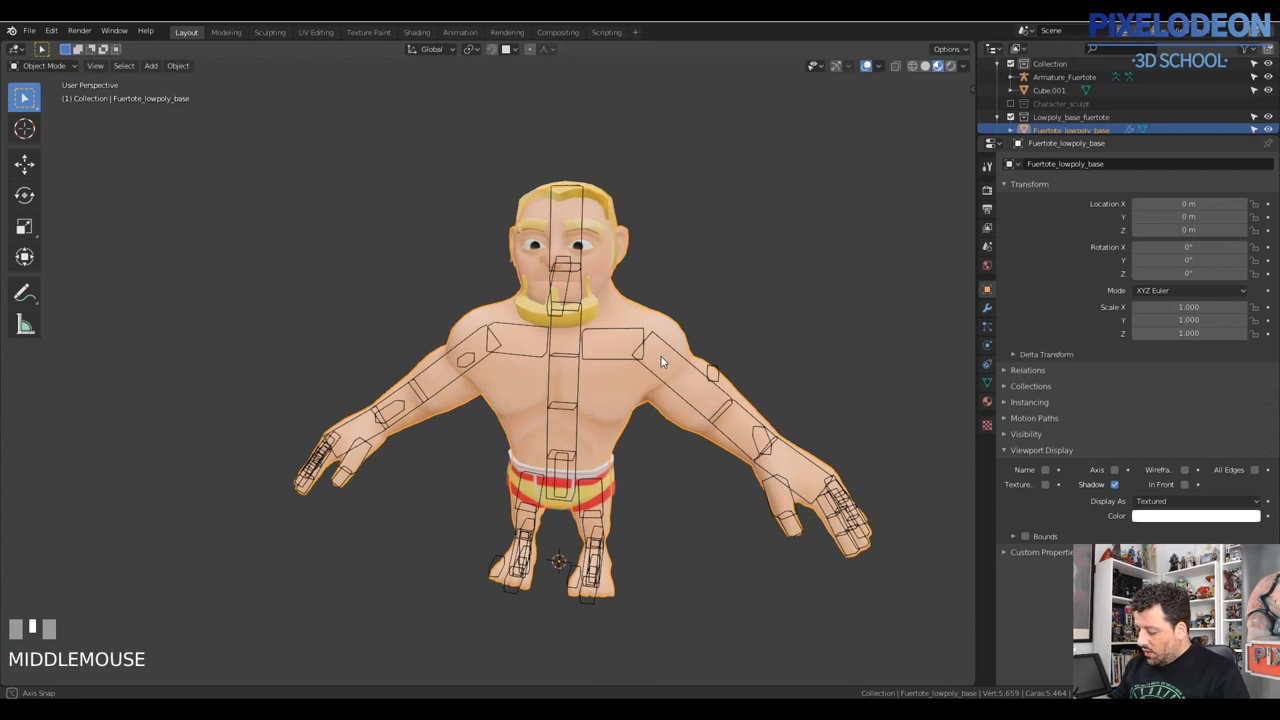 PIXELODEON
·3D SCHOOL·
File Edit Render Window Help Layout Modeling Sculpting UV Editing Texture Paint Shading Animation Rendering Compositing Scripting +
Scene
Global
Options
Object Mode View Select Add Object
User Perspective
(1) Collection | Fuertote_lowpoly_base
Collection
Armature_Fuertote
Cube.001
Character_sculpt
Lowpoly_base_fuertote
Fuertote_lowpoly_base
Fuertote_lowpoly_base
Fuertote_lowpoly_base
Transform
Location X 0 m
Y 0 m
Z 0 m
Rotation X 0°
Y 0°
Z 0°
Mode XYZ Euler
Scale X 1.000
Y 1.000
Z 1.000
Delta Transform
Relations
Collections
Instancing
Motion Paths
Visibility
Viewport Display
Name Axis Wirefra.. All Edges
Texture.. Shadow In Front
Display As Textured
Color
Bounds
Custom Properti
MIDDLEMOUSE
Axis Snap
Collection | Fuertote_lowpoly_base | Vért:5.659 | Caras:5.464
PIX